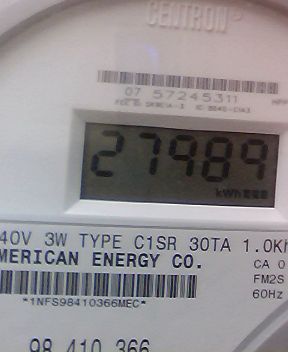 CENTRON
07 57245311
27989
kWh
40V 3W TYPE C1SR 30TA 1.0Kh
MERICAN ENERGY CO.
CA 0
FM2S
60Hz
*1NFS98410366MEC*
98 410 366